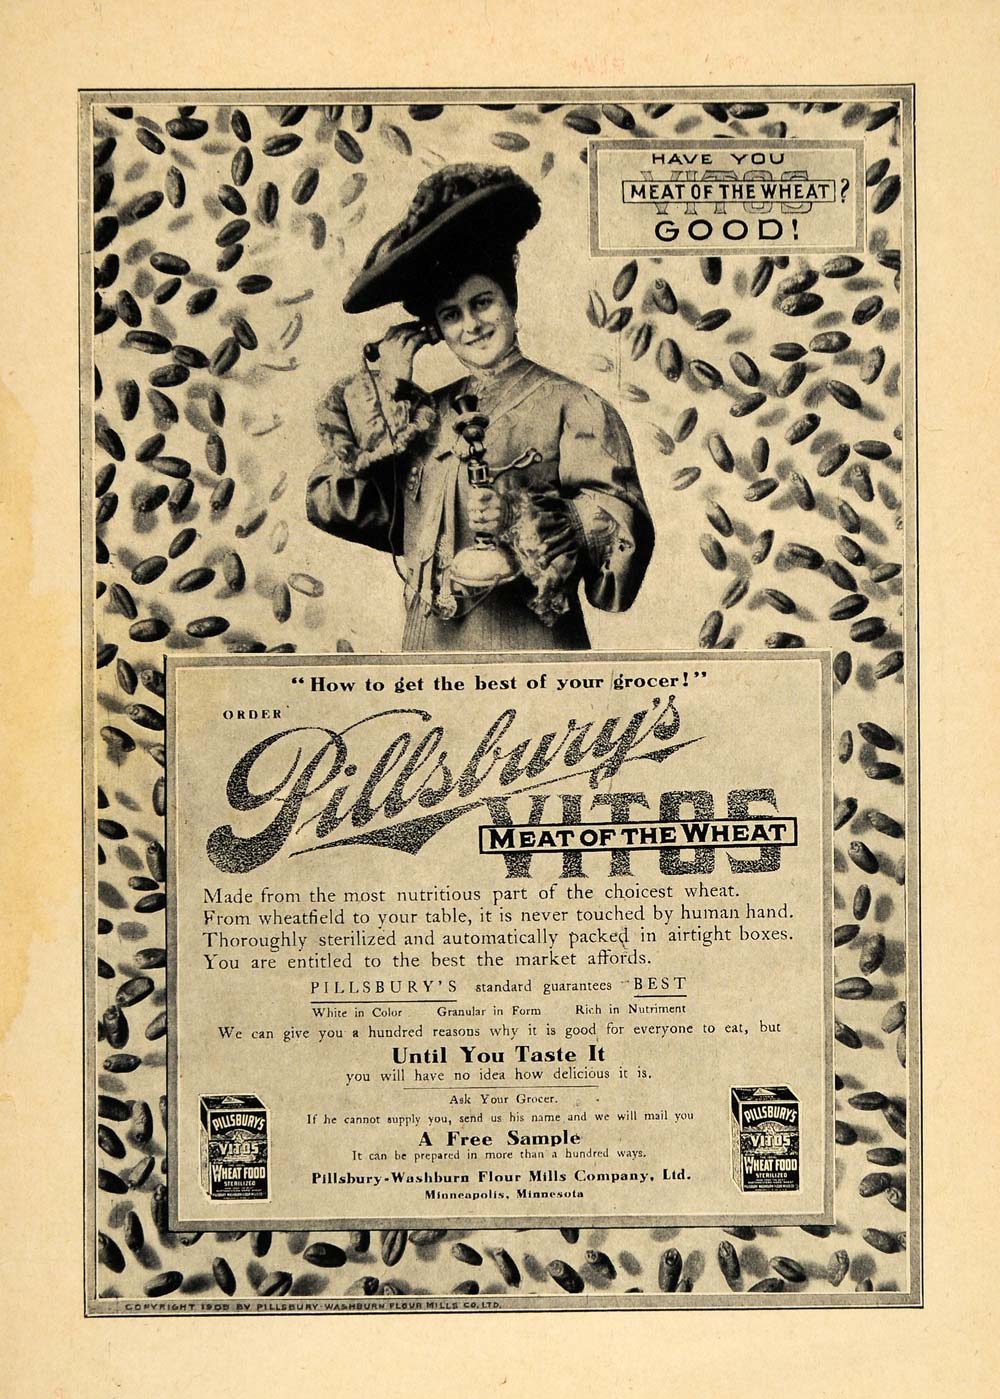 HAVE YOU
VITOS
MEAT OF THE WHEAT?
GOOD!
"How to get the best of your grocer!"
ORDER
Pillsbury's
VITOS
MEAT OF THE WHEAT
Made from the most nutritious part of the choicest wheat.
From wheatfield to your table, it is never touched by human hand.
Thoroughly sterilized and automatically packed in airtight boxes.
You are entitled to the best the market affords.
PILLSBURY'S standard guarantees BEST
White in Color Granular in Form Rich in Nutriment
We can give you a hundred reasons why it is good for everyone to eat, but
Until You Taste It
you will have no idea how delicious it is.
Ask Your Grocer.
If he cannot supply you, send us his name and we will mail you
A Free Sample
It can be prepared in more than a hundred ways.
Pillsbury-Washburn Flour Mills Company, Ltd.
Minneapolis, Minnesota
PILLSBURY'S
VITOS
WHEAT FOOD
STERILIZED
PILLSBURY'S
VITOS
WHEAT FOOD
STERILIZED
COPYRIGHT BY PILLSBURY-WASHBURN FLOUR MILLS CO. LTD.